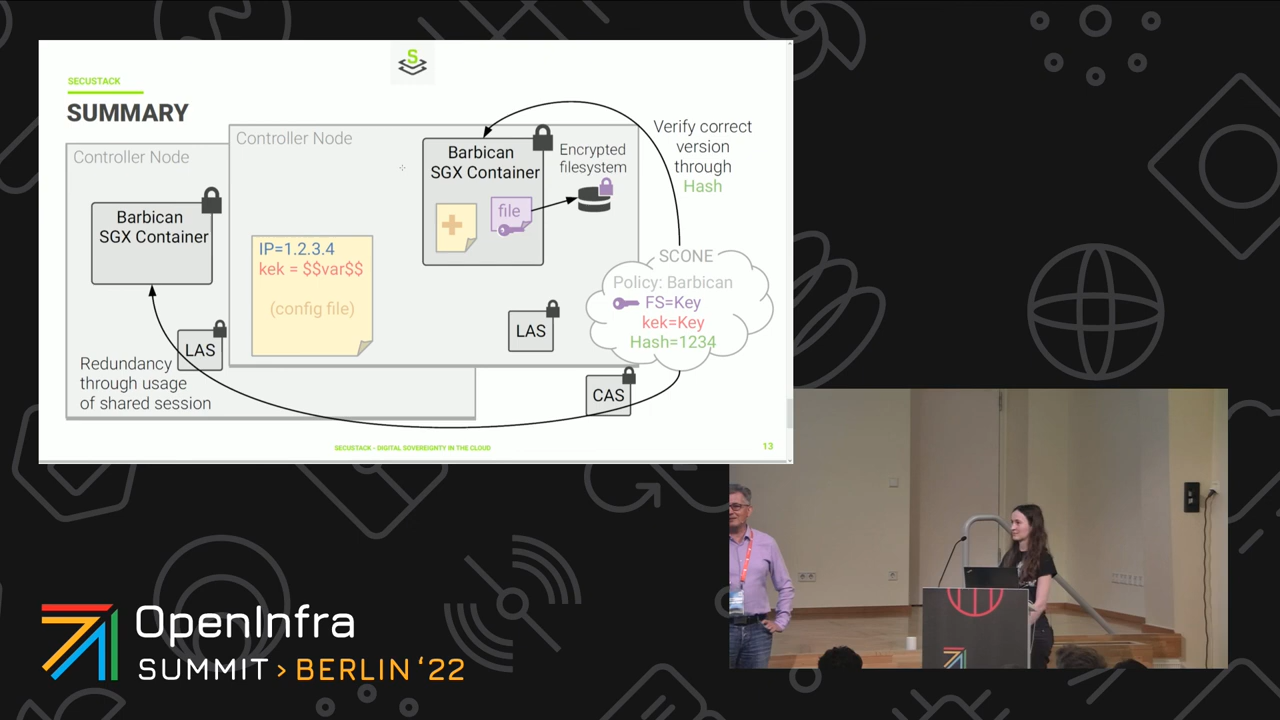 SECUSTACK
SUMMARY
S
Controller Node
Barbican
SGX Container
LAS
Redundancy
through usage
of shared session
Controller Node
IP=1.2.3.4
kek = $$var$$
(config file)
Barbican
SGX Container
file
Encrypted
filesystem
LAS
Verify correct
version
through
Hash
SCONE
Policy: Barbican
FS=Key
kek=Key
Hash=1234
CAS
SECUSTACK - DIGITAL SOVEREIGNTY IN THE CLOUD
13
OpenInfra
SUMMIT > BERLIN ‘22